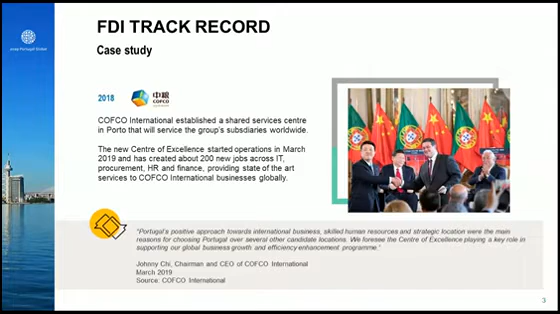 FDI TRACK RECORD
Case study
aicep Portugal Global
2018
中粮
COFCO
COFCO International established a shared services centre
in Porto that will service the group's subsdiaries worldwide.
The new Centre of Excellence started operations in March
2019 and has created about 200 new jobs across IT,
procurement, HR and finance, providing state of the art
services to COFCO International businesses globally.
"Portugal's positive approach towards international business, skilled human resources and strategic location were the main
reasons for choosing Portugal over several other candidate locations. We foresee the Centre of Excellence playing a key role in
supporting our global business growth and efficiency enhancement programme."
Johnny Chi, Chairman and CEO of COFCO International
March 2019
Source: COFCO International
3